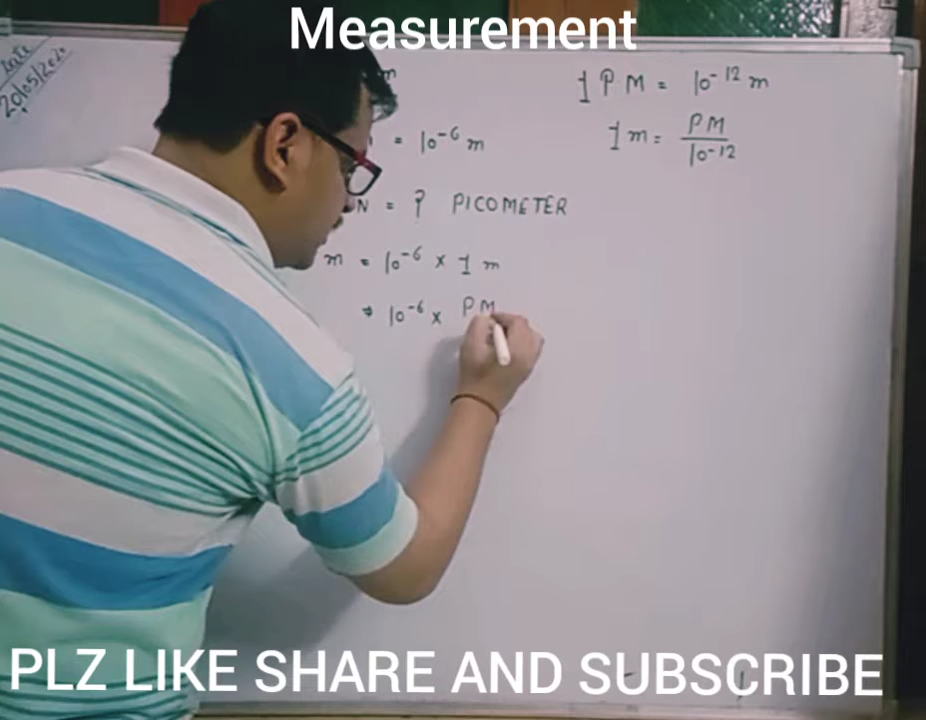 Measurement
Date
20/05/2020
m
1 PM = 10-12 m
= 10-6 m
1 m = PM
10-12
N = ? PICOMETER
m = 10-6 x 1 m
⇒ 10-6 x PM
PLZ LIKE SHARE AND SUBSCRIBE